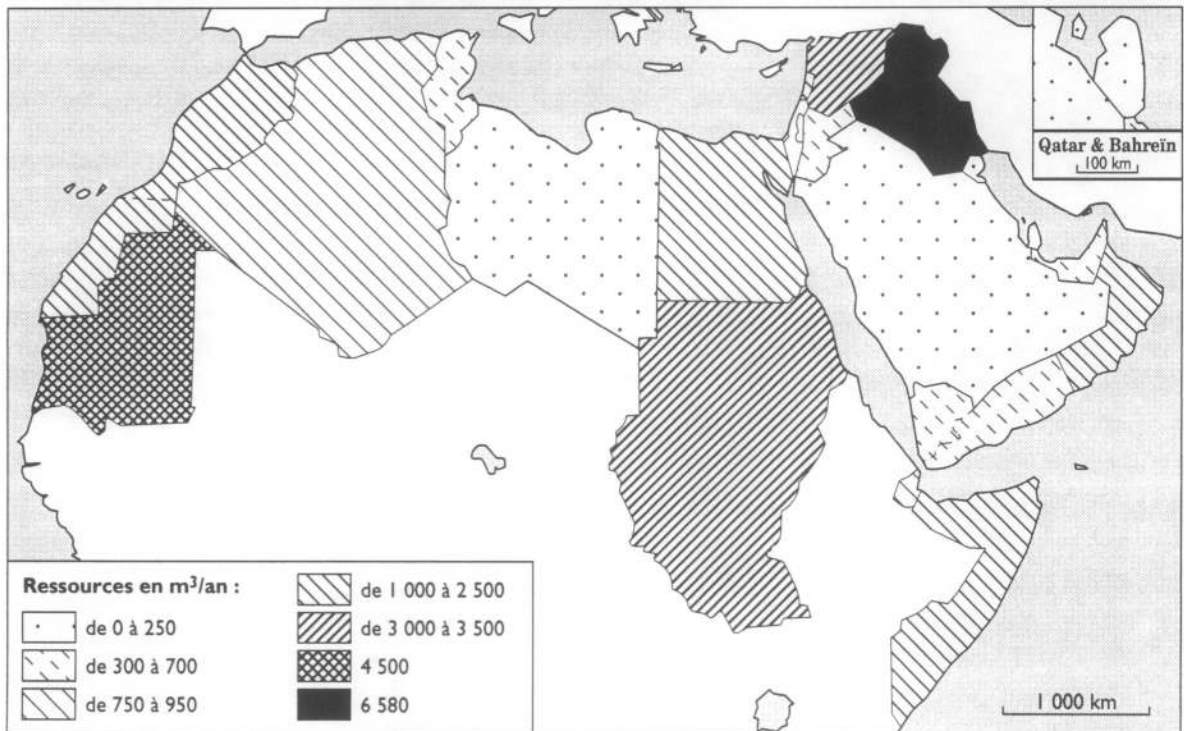 Qatar & Bahreïn
100 km
Ressources en m³/an :
de 0 à 250
de 300 à 700
de 750 à 950
de 1 000 à 2 500
de 3 000 à 3 500
4 500
6 580
1 000 km